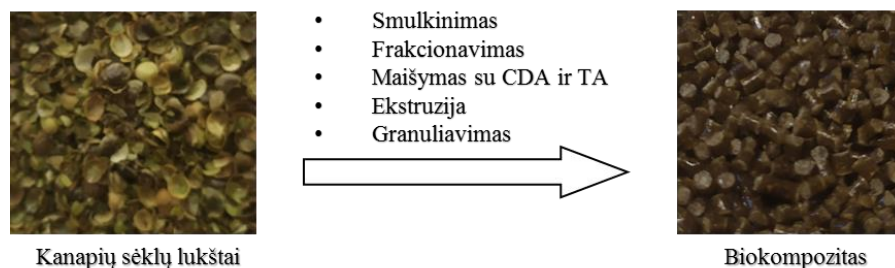 • Smulkinimas
• Frakcionavimas
• Maišymas su CDA ir TA
• Ekstruzija
• Granuliavimas
Kanapių sėklų lukštai
Biokompozitas